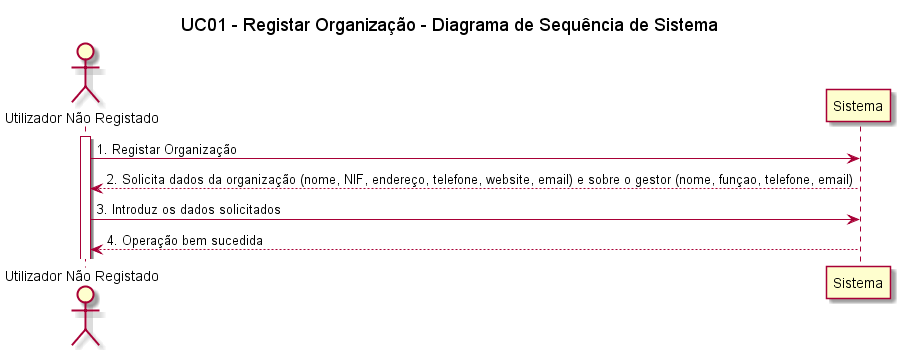 UC01 - Registar Organização - Diagrama de Sequência de Sistema
Utilizador Não Registado
Sistema
1. Registar Organização
2. Solicita dados da organização (nome, NIF, endereço, telefone, website, email) e sobre o gestor (nome, funçao, telefone, email)
3. Introduz os dados solicitados
4. Operação bem sucedida
Utilizador Não Registado
Sistema